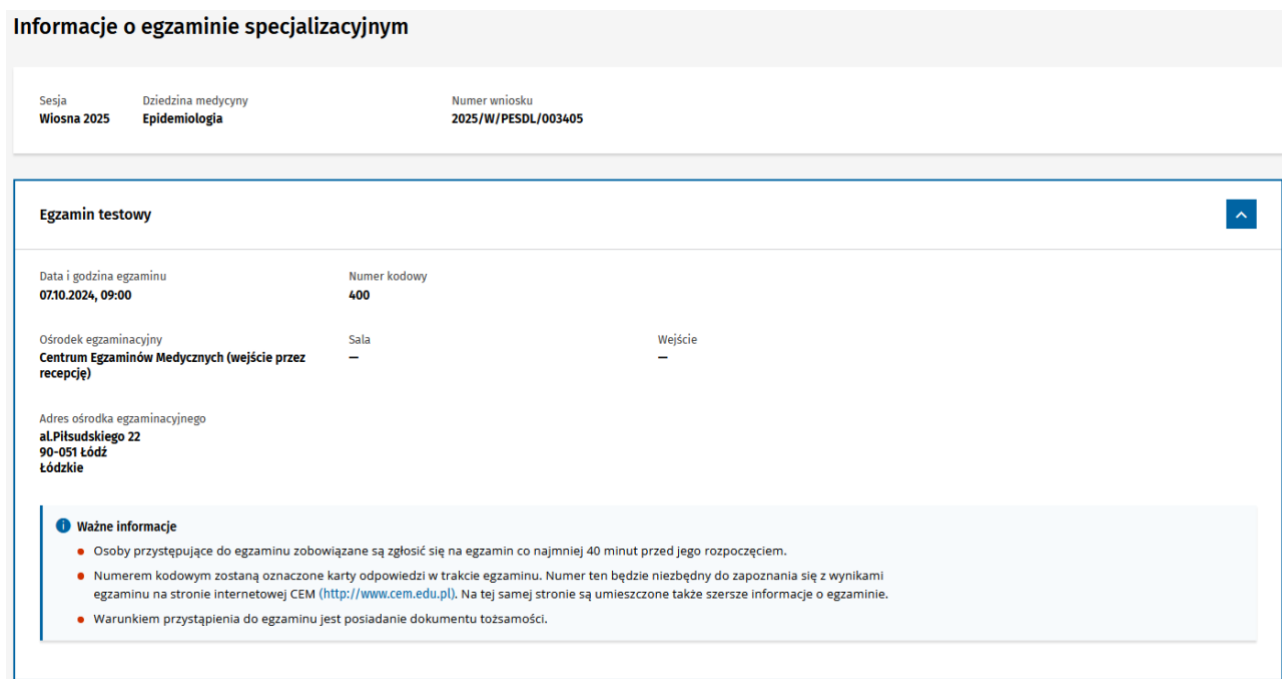 Informacje o egzaminie specjalizacyjnym
Sesja Dziedzina medycyny Numer wniosku
Wiosna 2025 Epidemiologia 2025/W/PESDL/003405
Egzamin testowy
Data i godzina egzaminu Numer kodowy
07.10.2024, 09:00 400
Ośrodek egzaminacyjny Sala Wejście
Centrum Egzaminów Medycznych (wejście przez — —
recepcję)
Adres ośrodka egzaminacyjnego
al.Piłsudskiego 22
90-051 Łódź
Łódzkie
Ważne informacje
Osoby przystępujące do egzaminu zobowiązane są zgłosić się na egzamin co najmniej 40 minut przed jego rozpoczęciem.
Numerem kodowym zostaną oznaczone karty odpowiedzi w trakcie egzaminu. Numer ten będzie niezbędny do zapoznania się z wynikami
egzaminu na stronie internetowej CEM (http://www.cem.edu.pl). Na tej samej stronie są umieszczone także szersze informacje o egzaminie.
Warunkiem przystąpienia do egzaminu jest posiadanie dokumentu tożsamości.